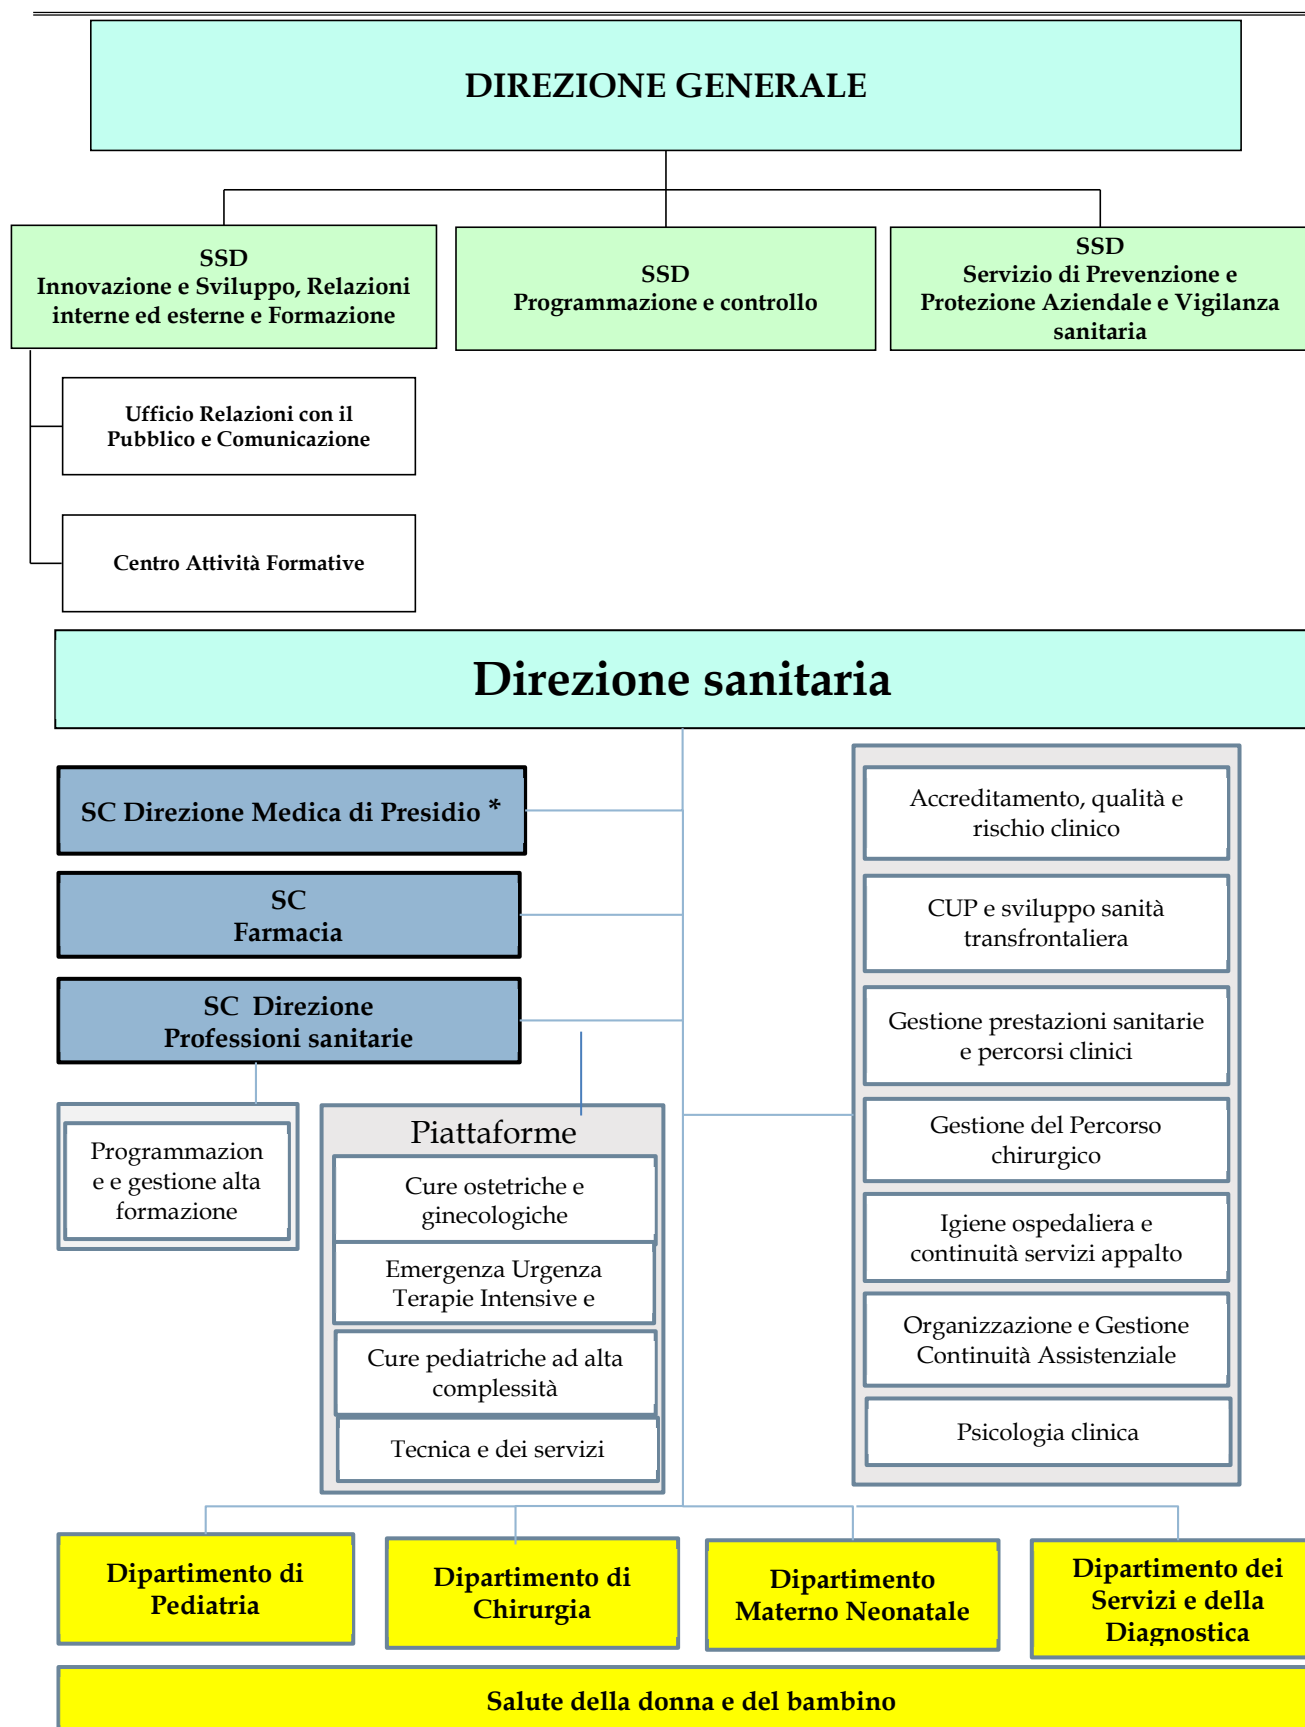 DIREZIONE GENERALE
SSD
Innovazione e Sviluppo, Relazioni
interne ed esterne e Formazione
SSD
Programmazione e controllo
SSD
Servizio di Prevenzione e
Protezione Aziendale e Vigilanza
sanitaria
Ufficio Relazioni con il
Pubblico e Comunicazione
Centro Attività Formative
Direzione sanitaria
SC Direzione Medica di Presidio *
SC
Farmacia
SC Direzione
Professioni sanitarie
Programmazion
e e gestione alta
formazione
Piattaforme
Cure ostetriche e
ginecologiche
Emergenza Urgenza
Terapie Intensive e
Cure pediatriche ad alta
complessità
Tecnica e dei servizi
Accreditamento, qualità e
rischio clinico
CUP e sviluppo sanità
transfrontaliera
Gestione prestazioni sanitarie
e percorsi clinici
Gestione del Percorso
chirurgico
Igiene ospedaliera e
continuità servizi appalto
Organizzazione e Gestione
Continuità Assistenziale
Psicologia clinica
Dipartimento di
Pediatria
Dipartimento di
Chirurgia
Dipartimento
Materno Neonatale
Dipartimento dei
Servizi e della
Diagnostica
Salute della donna e del bambino